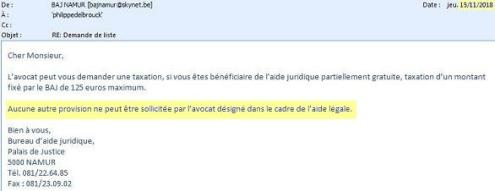 De : BAJ NAMUR [bajnamur@skynet.be] Date : jeu. 15/11/2018
À : 'philippedelbrouck'
Cc :
Objet : RE: Demande de liste
Cher Monsieur,
L'avocat peut vous demander une taxation, si vous êtes bénéficiaire de l'aide juridique partiellement gratuite, taxation d'un montant
fixé par le BAJ de 125 euros maximum.
Aucune autre provision ne peut être sollicitée par l'avocat désigné dans le cadre de l'aide légale.
Bien à vous,
Bureau d'aide juridique,
Palais de Justice
5000 NAMUR
Tél. 081/22.64.85
Fax : 081/23.09.02